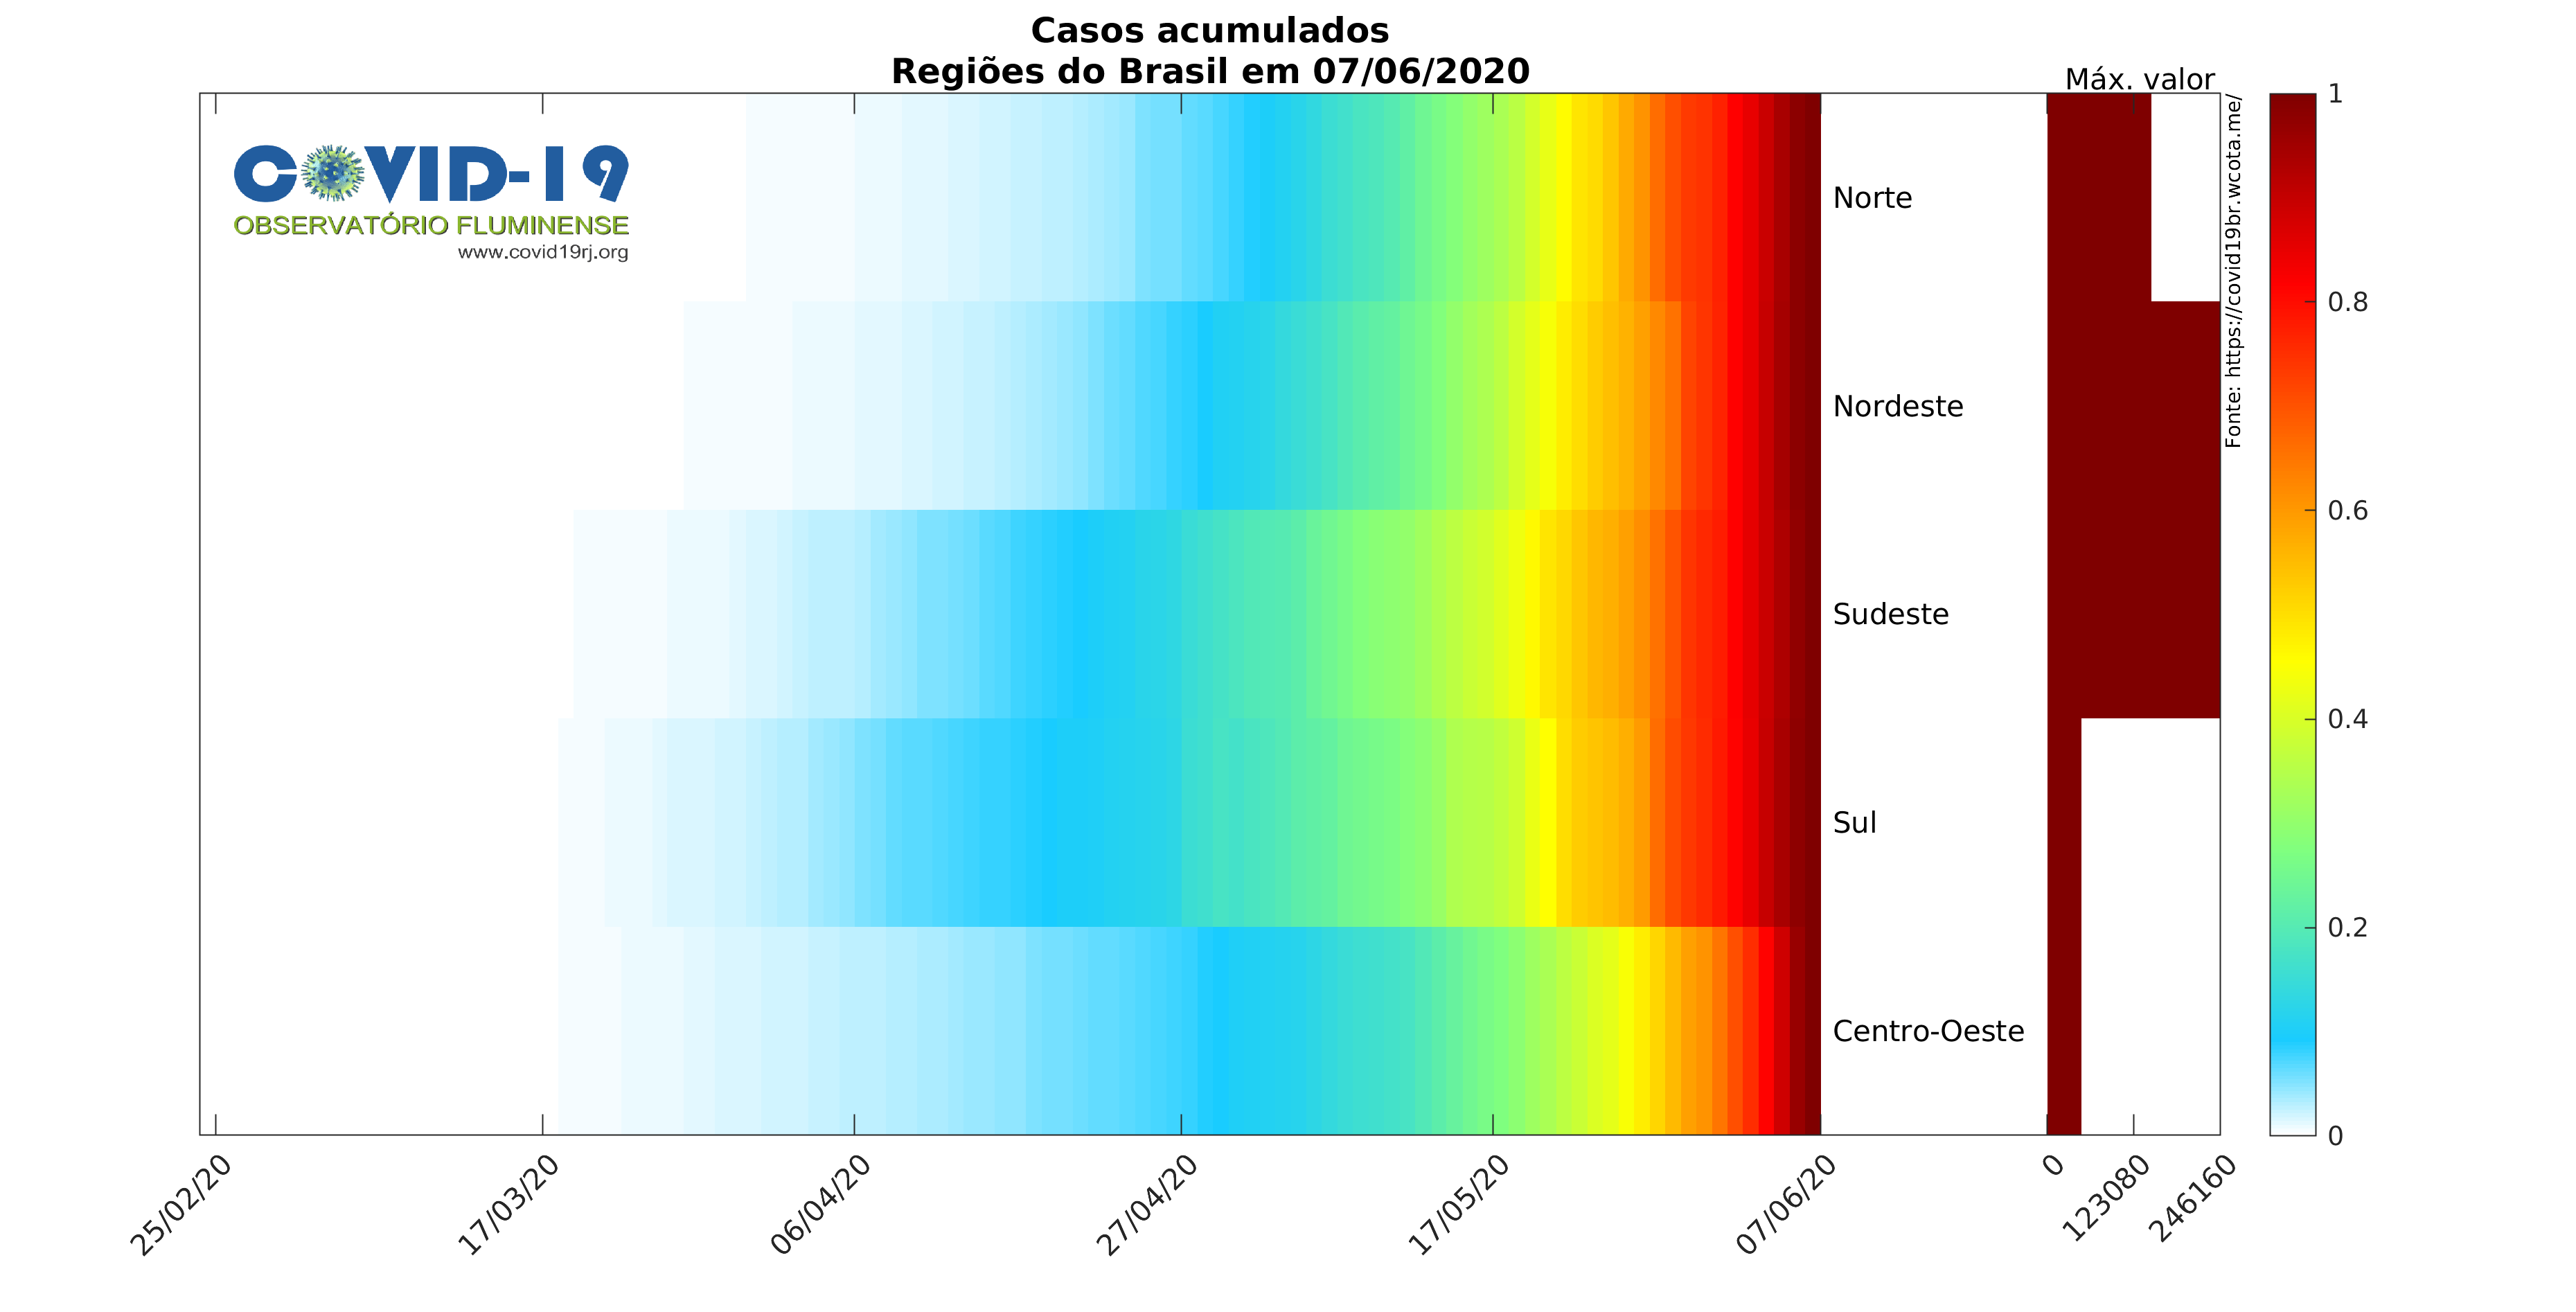 Casos acumulados
Regiões do Brasil em 07/06/2020
Máx. valor
COVID-19
OBSERVATÓRIO FLUMINENSE
www.covid19rj.org
Norte
Nordeste
Sudeste
Sul
Centro-Oeste
Fonte: https://covid19br.wcota.me/
1
0.8
0.6
0.4
0.2
0
25/02/20
17/03/20
06/04/20
27/04/20
17/05/20
07/06/20
0
123080
246160